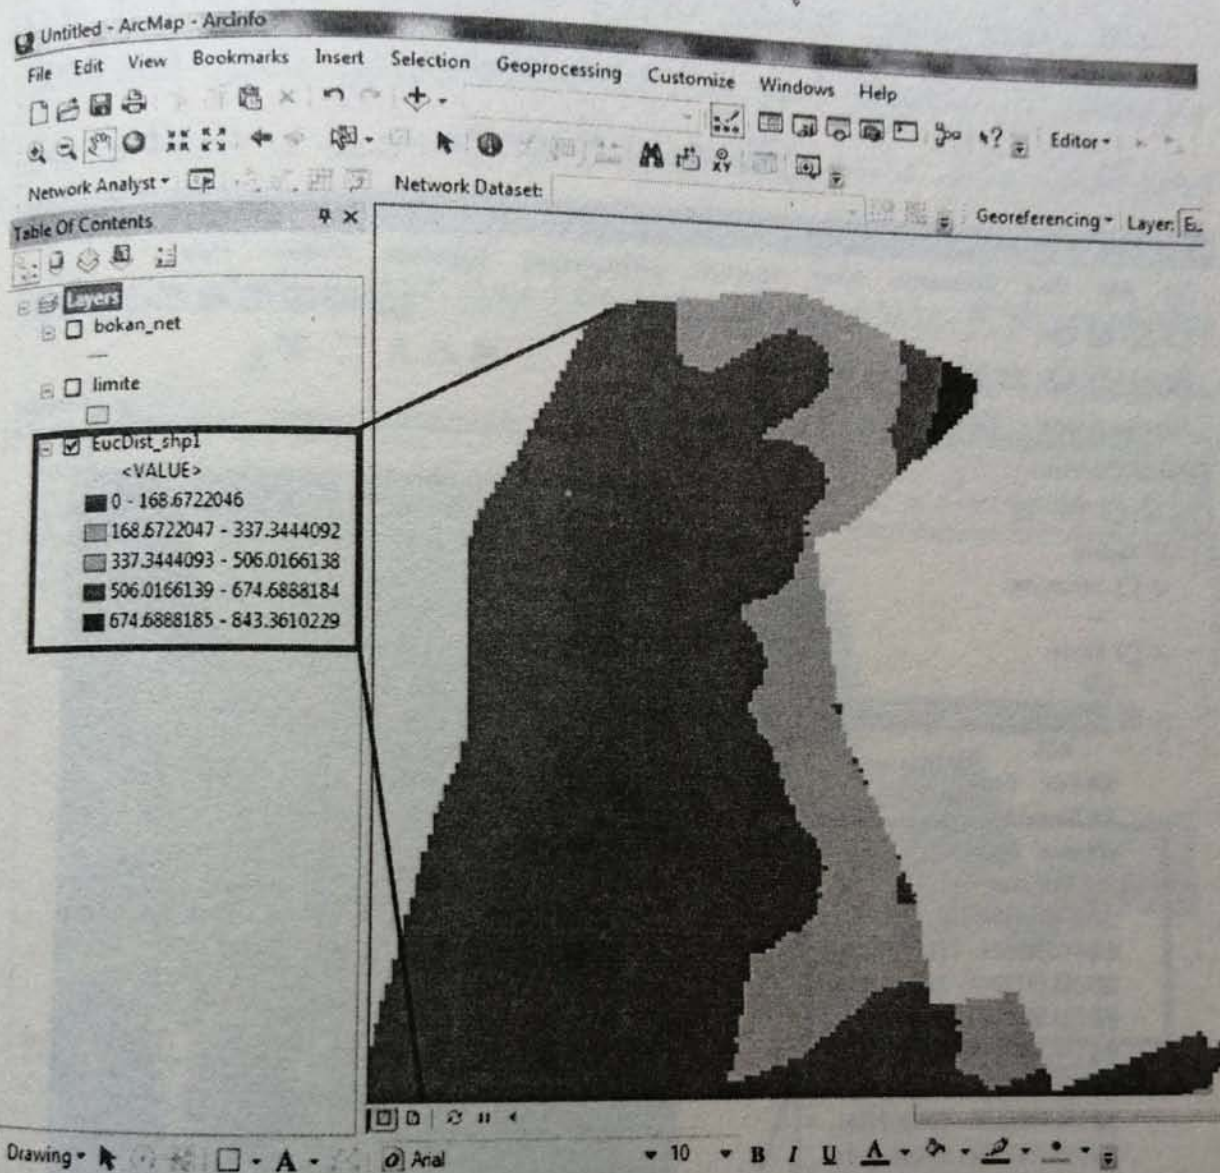 Untitled - ArcMap - Arcinfo
File Edit View Bookmarks Insert Selection Geoprocessing Customize Windows Help
Editor
Network Analyst
Network Dataset:
Georeferencing
Layer:
Table Of Contents
Layers
bokan_net
limite
EucDist_shp1
<VALUE>
0 - 168.6722046
168.6722047 - 337.3444092
337.3444093 - 506.0166138
506.0166139 - 674.6888184
674.6888185 - 843.3610229
Drawing A Arial 10 B I U A